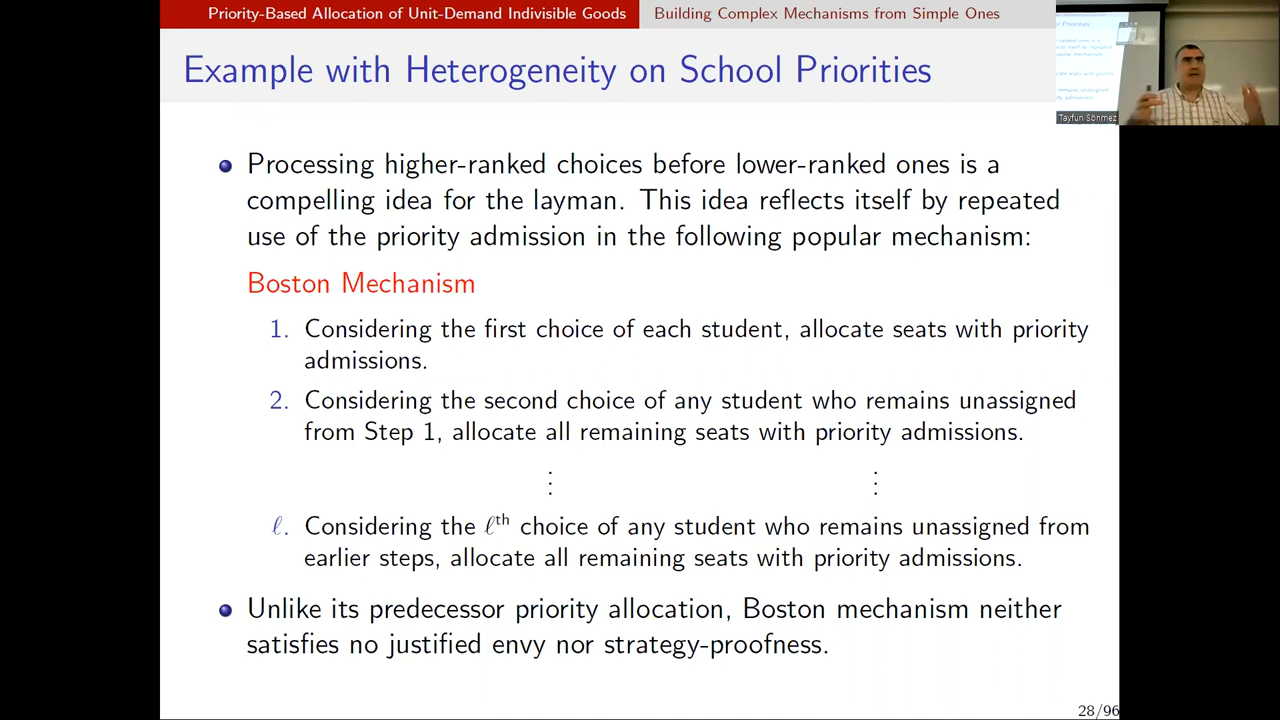 Priority-Based Allocation of Unit-Demand Indivisible Goods
Building Complex Mechanisms from Simple Ones
Example with Heterogeneity on School Priorities
Tayfun Sönmez
Processing higher-ranked choices before lower-ranked ones is a
compelling idea for the layman. This idea reflects itself by repeated
use of the priority admission in the following popular mechanism:
Boston Mechanism
1. Considering the first choice of each student, allocate seats with priority
admissions.
2. Considering the second choice of any student who remains unassigned
from Step 1, allocate all remaining seats with priority admissions.
⋮ ⋮
ℓ. Considering the ℓth choice of any student who remains unassigned from
earlier steps, allocate all remaining seats with priority admissions.
Unlike its predecessor priority allocation, Boston mechanism neither
satisfies no justified envy nor strategy-proofness.
28/96